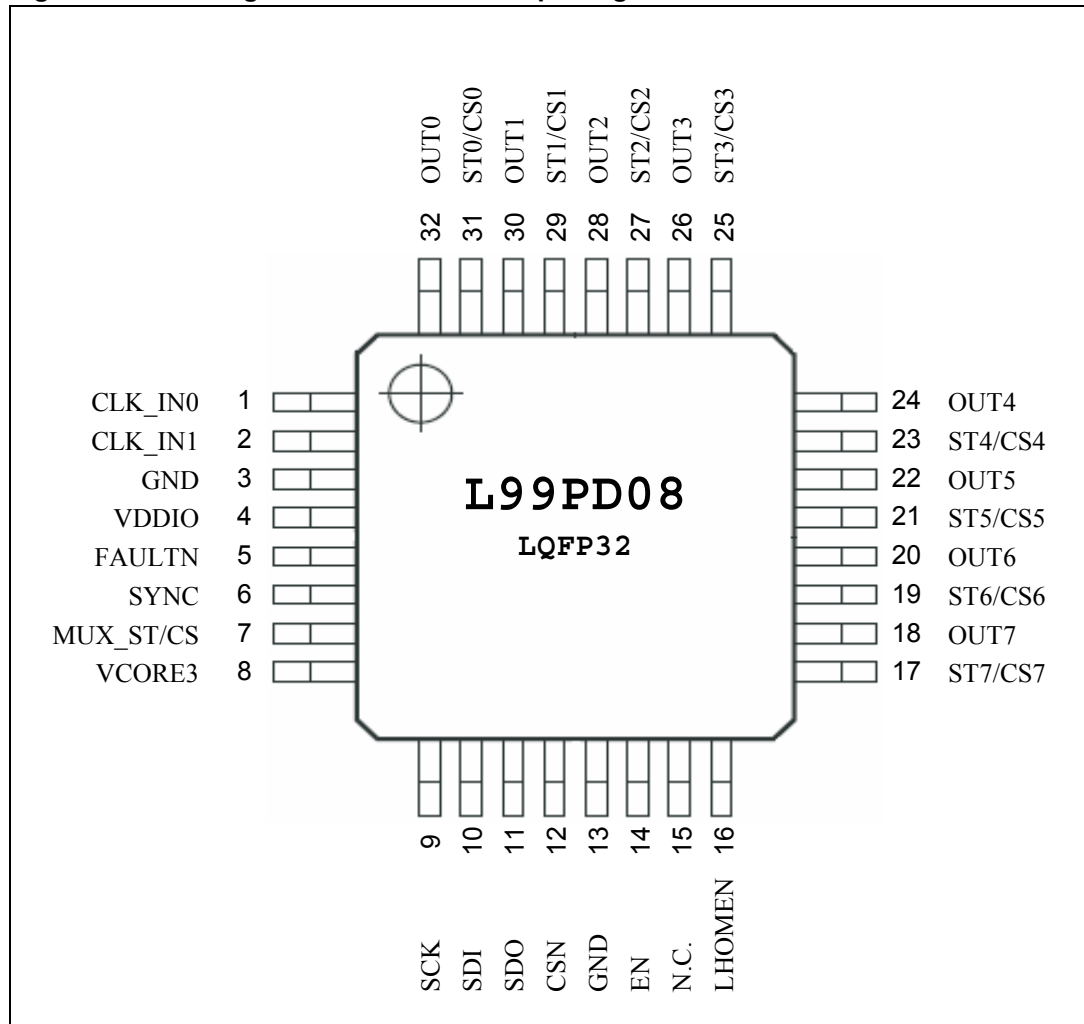 OUT0
ST0/CS0
OUT1
ST1/CS1
OUT2
ST2/CS2
OUT3
ST3/CS3
32
31
30
29
28
27
26
25
CLK_IN0 1
CLK_IN1 2
GND 3
VDDIO 4
FAULTN 5
SYNC 6
MUX_ST/CS 7
VCORE3 8
L99PD08
LQFP32
24 OUT4
23 ST4/CS4
22 OUT5
21 ST5/CS5
20 OUT6
19 ST6/CS6
18 OUT7
17 ST7/CS7
9
10
11
12
13
14
15
16
SCK
SDI
SDO
CSN
GND
EN
N.C.
LHOMEN